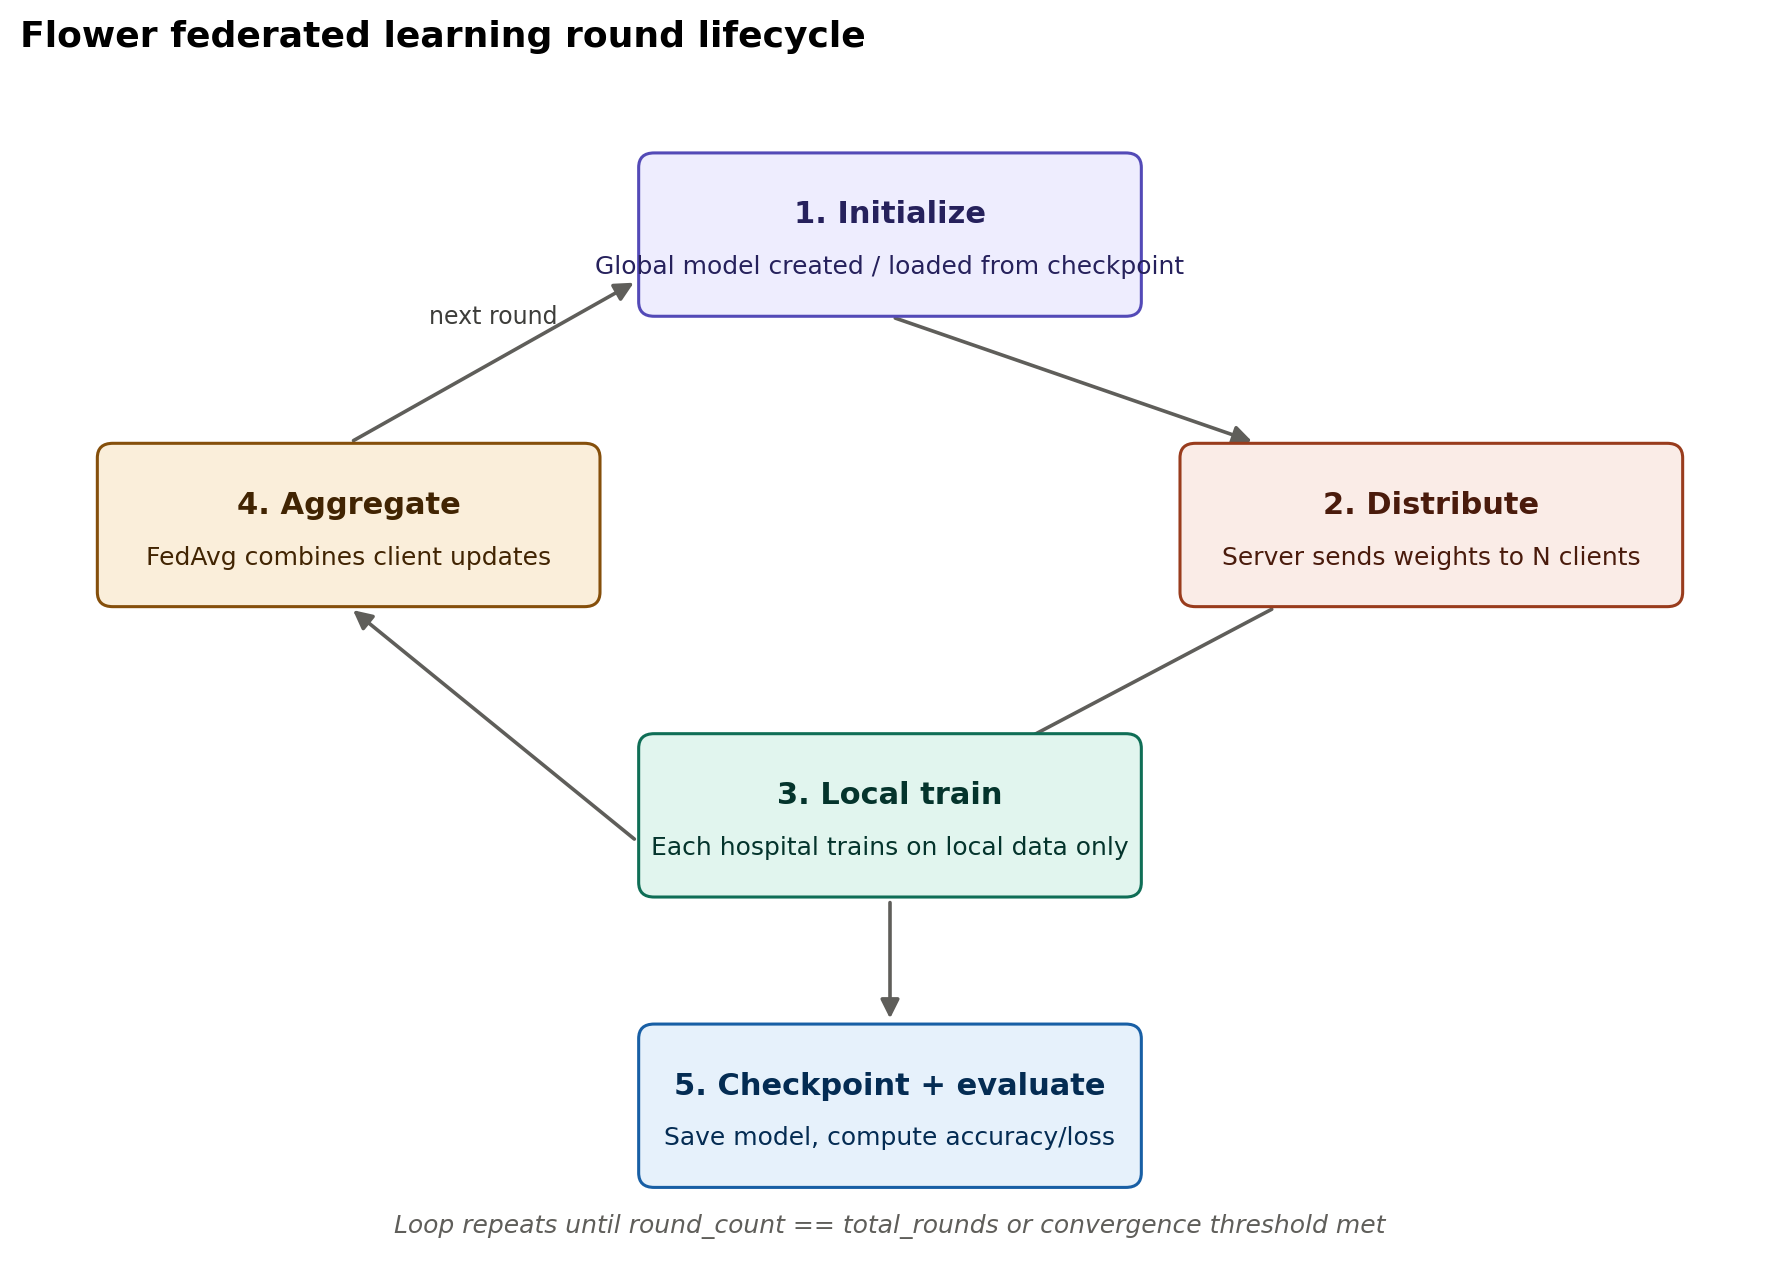 Flower federated learning round lifecycle
1. Initialize
Global model created / loaded from checkpoint
next round
4. Aggregate
FedAvg combines client updates
2. Distribute
Server sends weights to N clients
3. Local train
Each hospital trains on local data only
5. Checkpoint + evaluate
Save model, compute accuracy/loss
Loop repeats until round_count == total_rounds or convergence threshold met